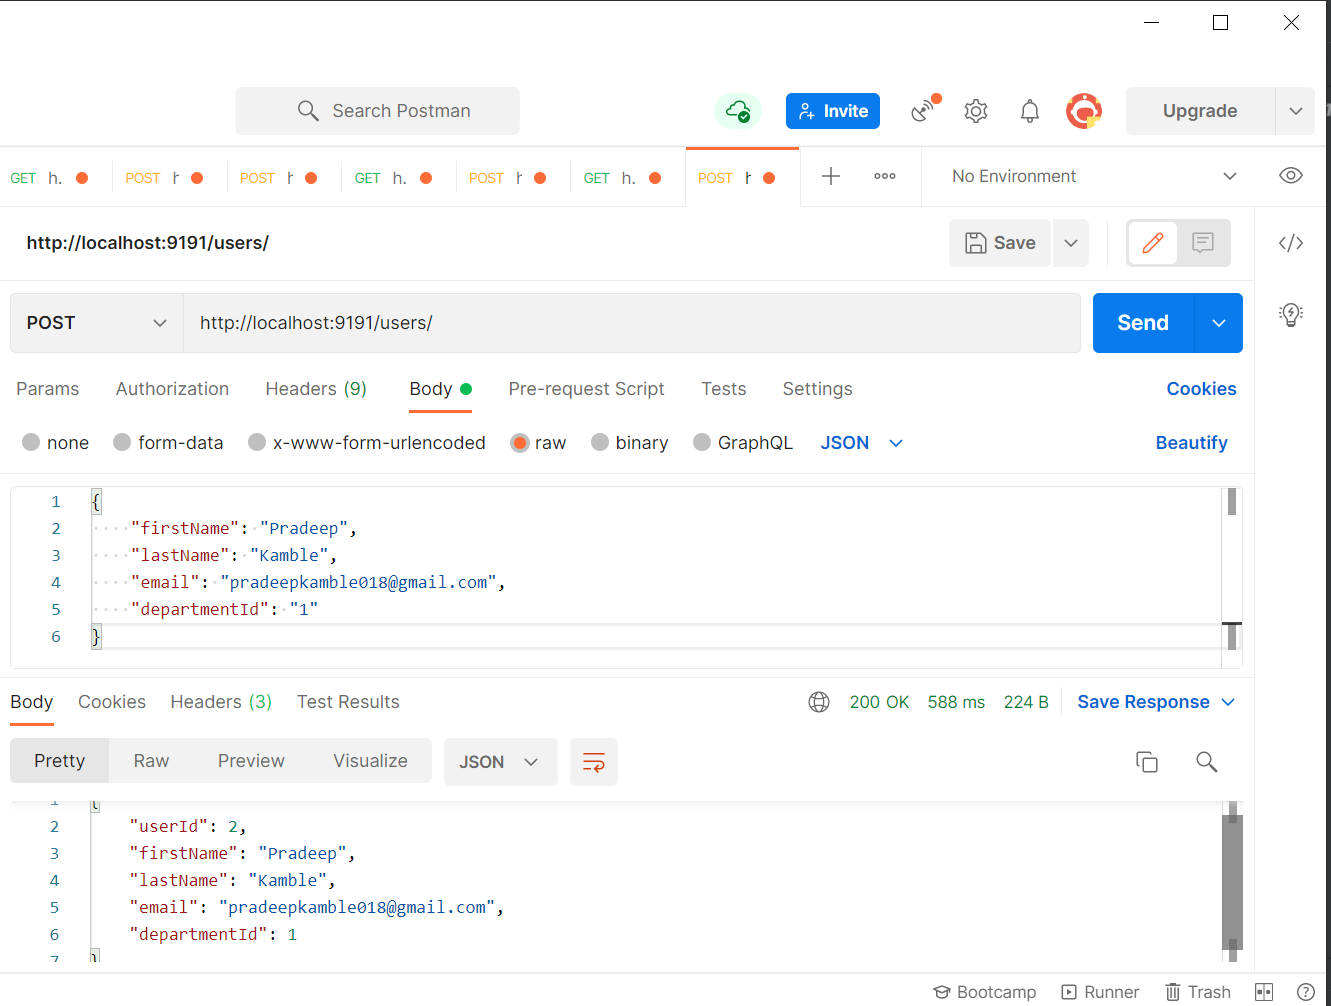 Search Postman
Invite
Upgrade
GET h.
POST
POST
GET h.
POST
GET h.
POST
No Environment
http://localhost:9191/users/
Save
POST
http://localhost:9191/users/
Send
Params Authorization Headers (9) Body Pre-request Script Tests Settings Cookies
none form-data x-www-form-urlencoded raw binary GraphQL JSON Beautify
1 {
2 "firstName": "Pradeep",
3 "lastName": "Kamble",
4 "email": "pradeepkamble018@gmail.com",
5 "departmentId": "1"
6 }
Body Cookies Headers (3) Test Results 200 OK 588 ms 224 B Save Response
Pretty Raw Preview Visualize JSON
1 {
2 "userId": 2,
3 "firstName": "Pradeep",
4 "lastName": "Kamble",
5 "email": "pradeepkamble018@gmail.com",
6 "departmentId": 1
7 }
Bootcamp Runner Trash